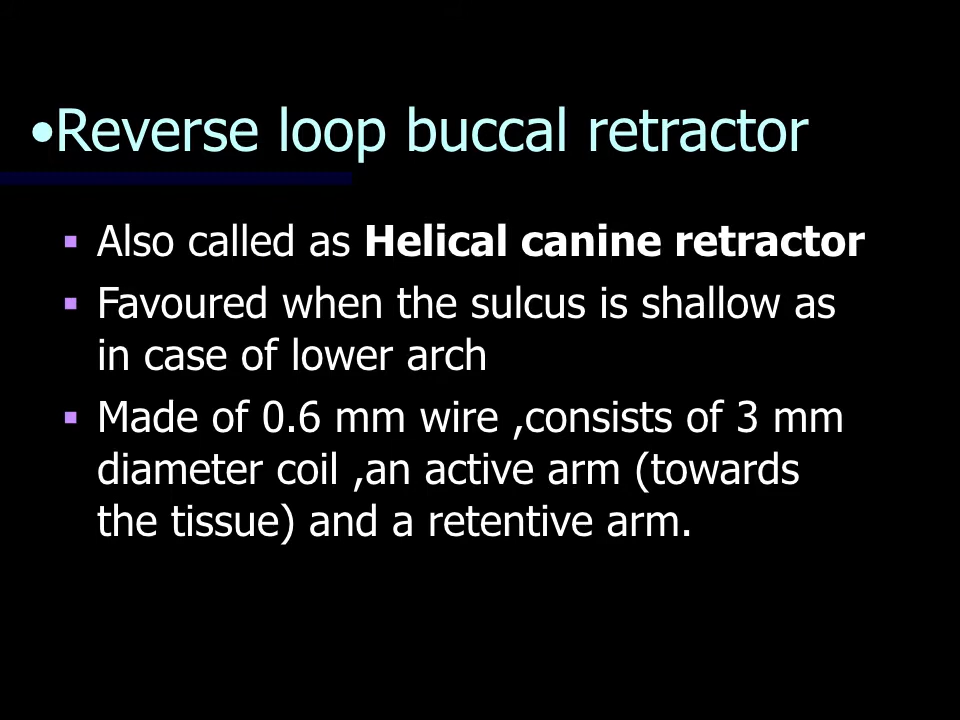 •Reverse loop buccal retractor
▪ Also called as Helical canine retractor
▪ Favoured when the sulcus is shallow as
in case of lower arch
▪ Made of 0.6 mm wire ,consists of 3 mm
diameter coil ,an active arm (towards
the tissue) and a retentive arm.